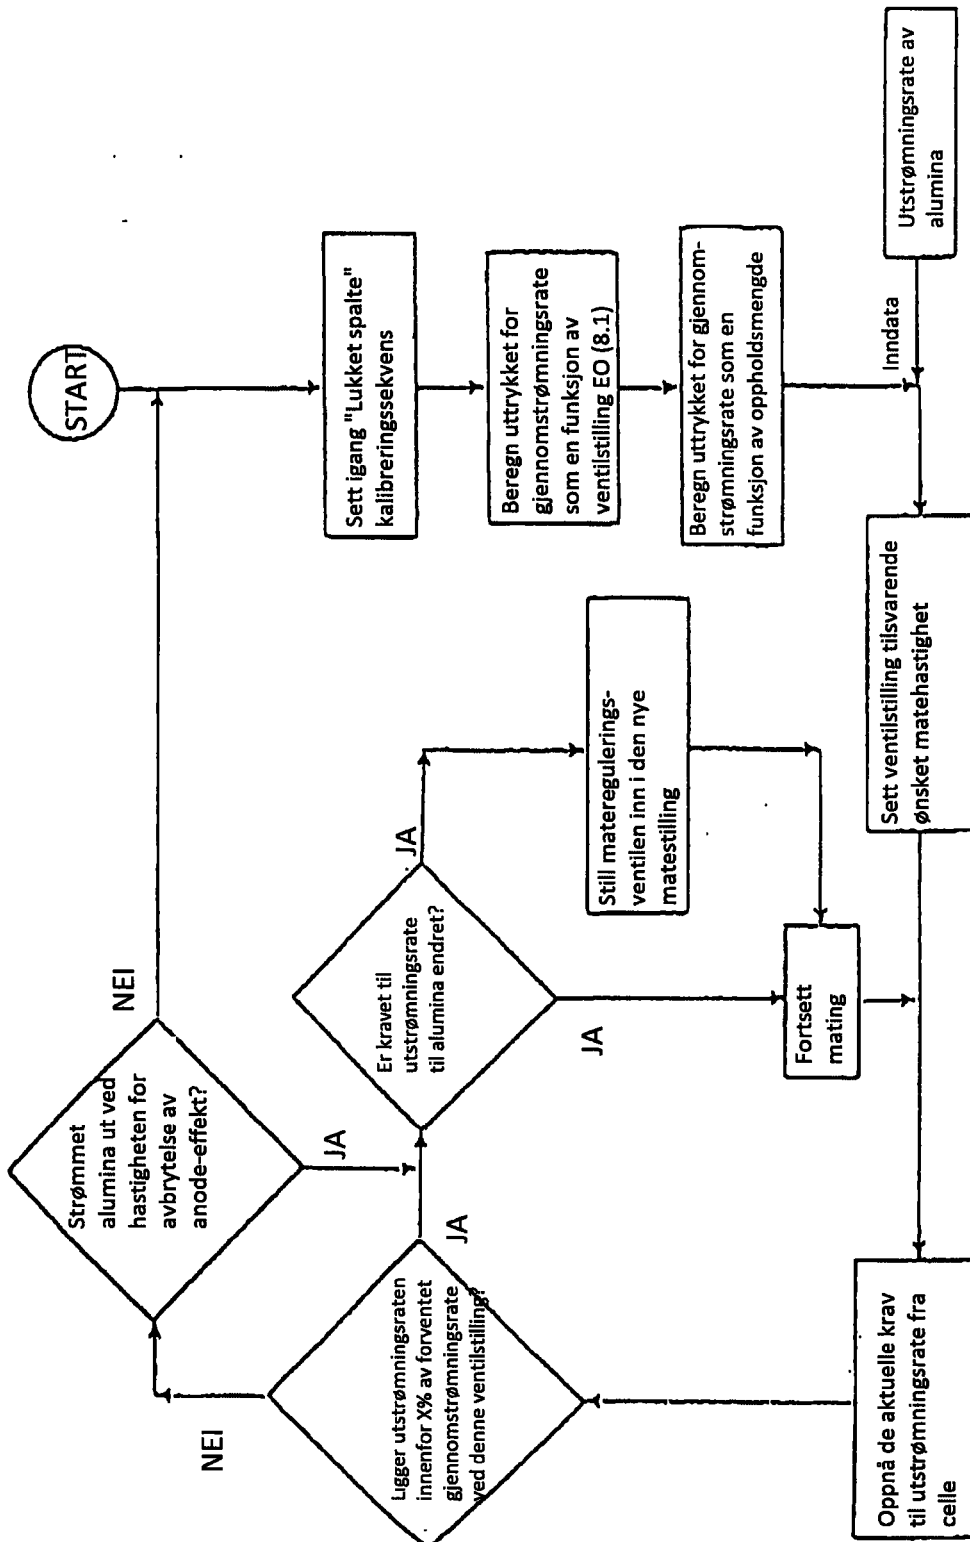 START
Sett igang "Lukket spalte"
kalibreringssekvens
Beregn uttrykket for
gjennomstrømningsrate
som en funksjon av
ventilstilling EO (8.1)
Beregn uttrykket for gjennom-
strømningsrate som en
funksjon av oppholdsmengde
Inndata
Utstrømningsrate av
alumina
Sett ventilstilling tilsvarende
ønsket matehastighet
Oppnå de aktuelle krav
til utstrømningsrate fra
celle
Ligger utstrømningsraten
innenfor X% av forventet
gjennomstrømningsrate
ved denne ventilstilling?
NEI
JA
Strømmet
alumina ut ved
hastigheten for
avbrytelse av
anode-effekt?
NEI
JA
Er kravet til
utstrømningsrate
til alumina endret?
JA
JA
Still matereguleringsventilen inn i den nye
matestilling
Fortsett
mating